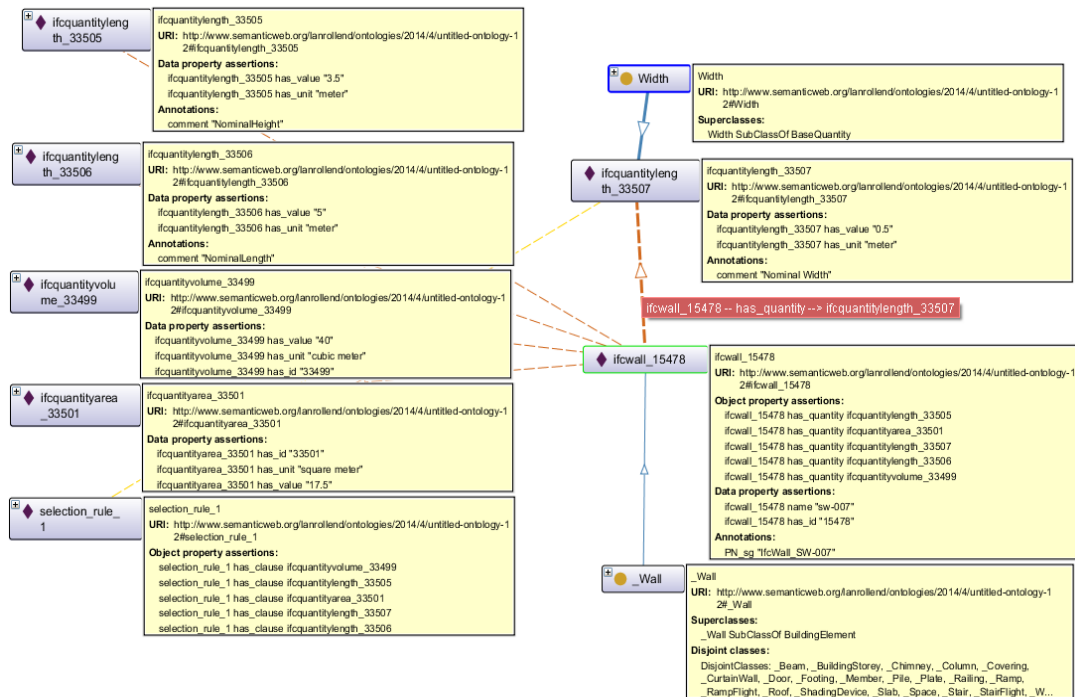 ifcquantityleng
th_33505
ifcquantitylength_33505
URI: http://www.semanticweb.org/lanrollend/ontologies/2014/4/untitled-ontology-1
2#ifcquantitylength_33505
Data property assertions:
ifcquantitylength_33505 has_value "3.5"
ifcquantitylength_33505 has_unit "meter"
Annotations:
comment "NominalHeight"
ifcquantityleng
th_33506
ifcquantitylength_33506
URI: http://www.semanticweb.org/lanrollend/ontologies/2014/4/untitled-ontology-1
2#ifcquantitylength_33506
Data property assertions:
ifcquantitylength_33506 has_value "5"
ifcquantitylength_33506 has_unit "meter"
Annotations:
comment "NominalLength"
ifcquantityvolu
me_33499
ifcquantityvolume_33499
URI: http://www.semanticweb.org/lanrollend/ontologies/2014/4/untitled-ontology-1
2#ifcquantityvolume_33499
Data property assertions:
ifcquantityvolume_33499 has_value "40"
ifcquantityvolume_33499 has_unit "cubic meter"
ifcquantityvolume_33499 has_id "33499"
ifcquantityarea
_33501
ifcquantityarea_33501
URI: http://www.semanticweb.org/lanrollend/ontologies/2014/4/untitled-ontology-1
2#ifcquantityarea_33501
Data property assertions:
ifcquantityarea_33501 has_id "33501"
ifcquantityarea_33501 has_unit "square meter"
ifcquantityarea_33501 has_value "17.5"
selection_rule_
1
selection_rule_1
URI: http://www.semanticweb.org/lanrollend/ontologies/2014/4/untitled-ontology-1
2#selection_rule_1
Object property assertions:
selection_rule_1 has_clause ifcquantityvolume_33499
selection_rule_1 has_clause ifcquantitylength_33505
selection_rule_1 has_clause ifcquantityarea_33501
selection_rule_1 has_clause ifcquantitylength_33507
selection_rule_1 has_clause ifcquantitylength_33506
Width
Width
URI: http://www.semanticweb.org/lanrollend/ontologies/2014/4/untitled-ontology-1
2#Width
Superclasses:
Width SubClassOf BaseQuantity
ifcquantityleng
th_33507
ifcquantitylength_33507
URI: http://www.semanticweb.org/lanrollend/ontologies/2014/4/untitled-ontology-1
2#ifcquantitylength_33507
Data property assertions:
ifcquantitylength_33507 has_value "0.5"
ifcquantitylength_33507 has_unit "meter"
Annotations:
comment "Nominal Width"
ifcwall_15478 -- has_quantity --> ifcquantitylength_33507
ifcwall_15478
ifcwall_15478
URI: http://www.semanticweb.org/lanrollend/ontologies/2014/4/untitled-ontology-1
2#ifcwall_15478
Object property assertions:
ifcwall_15478 has_quantity ifcquantitylength_33505
ifcwall_15478 has_quantity ifcquantityarea_33501
ifcwall_15478 has_quantity ifcquantitylength_33507
ifcwall_15478 has_quantity ifcquantitylength_33506
ifcwall_15478 has_quantity ifcquantityvolume_33499
Data property assertions:
ifcwall_15478 name "sw-007"
ifcwall_15478 has_id "15478"
Annotations:
PN_sg "IfcWall_SW-007"
_Wall
_Wall
URI: http://www.semanticweb.org/lanrollend/ontologies/2014/4/untitled-ontology-1
2#_Wall
Superclasses:
_Wall SubClassOf BuildingElement
Disjoint classes:
DisjointClasses: _Beam, _BuildingStorey, _Chimney, _Column, _Covering,
_CurtainWall, _Door, _Footing, _Member, _Pile, _Plate, _Railing, _Ramp,
_RampFlight, _Roof, _ShadingDevice, _Slab, _Space, _Stair, _StairFlight, _W...